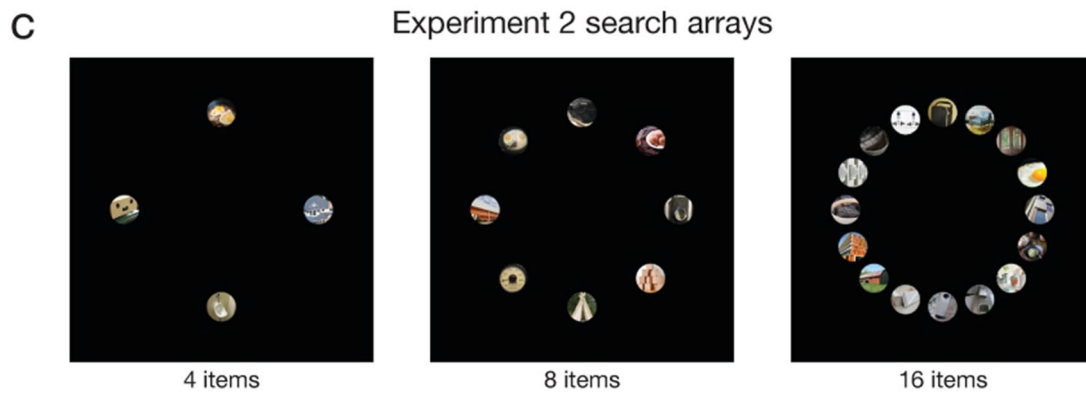 C
Experiment 2 search arrays
4 items
8 items
16 items